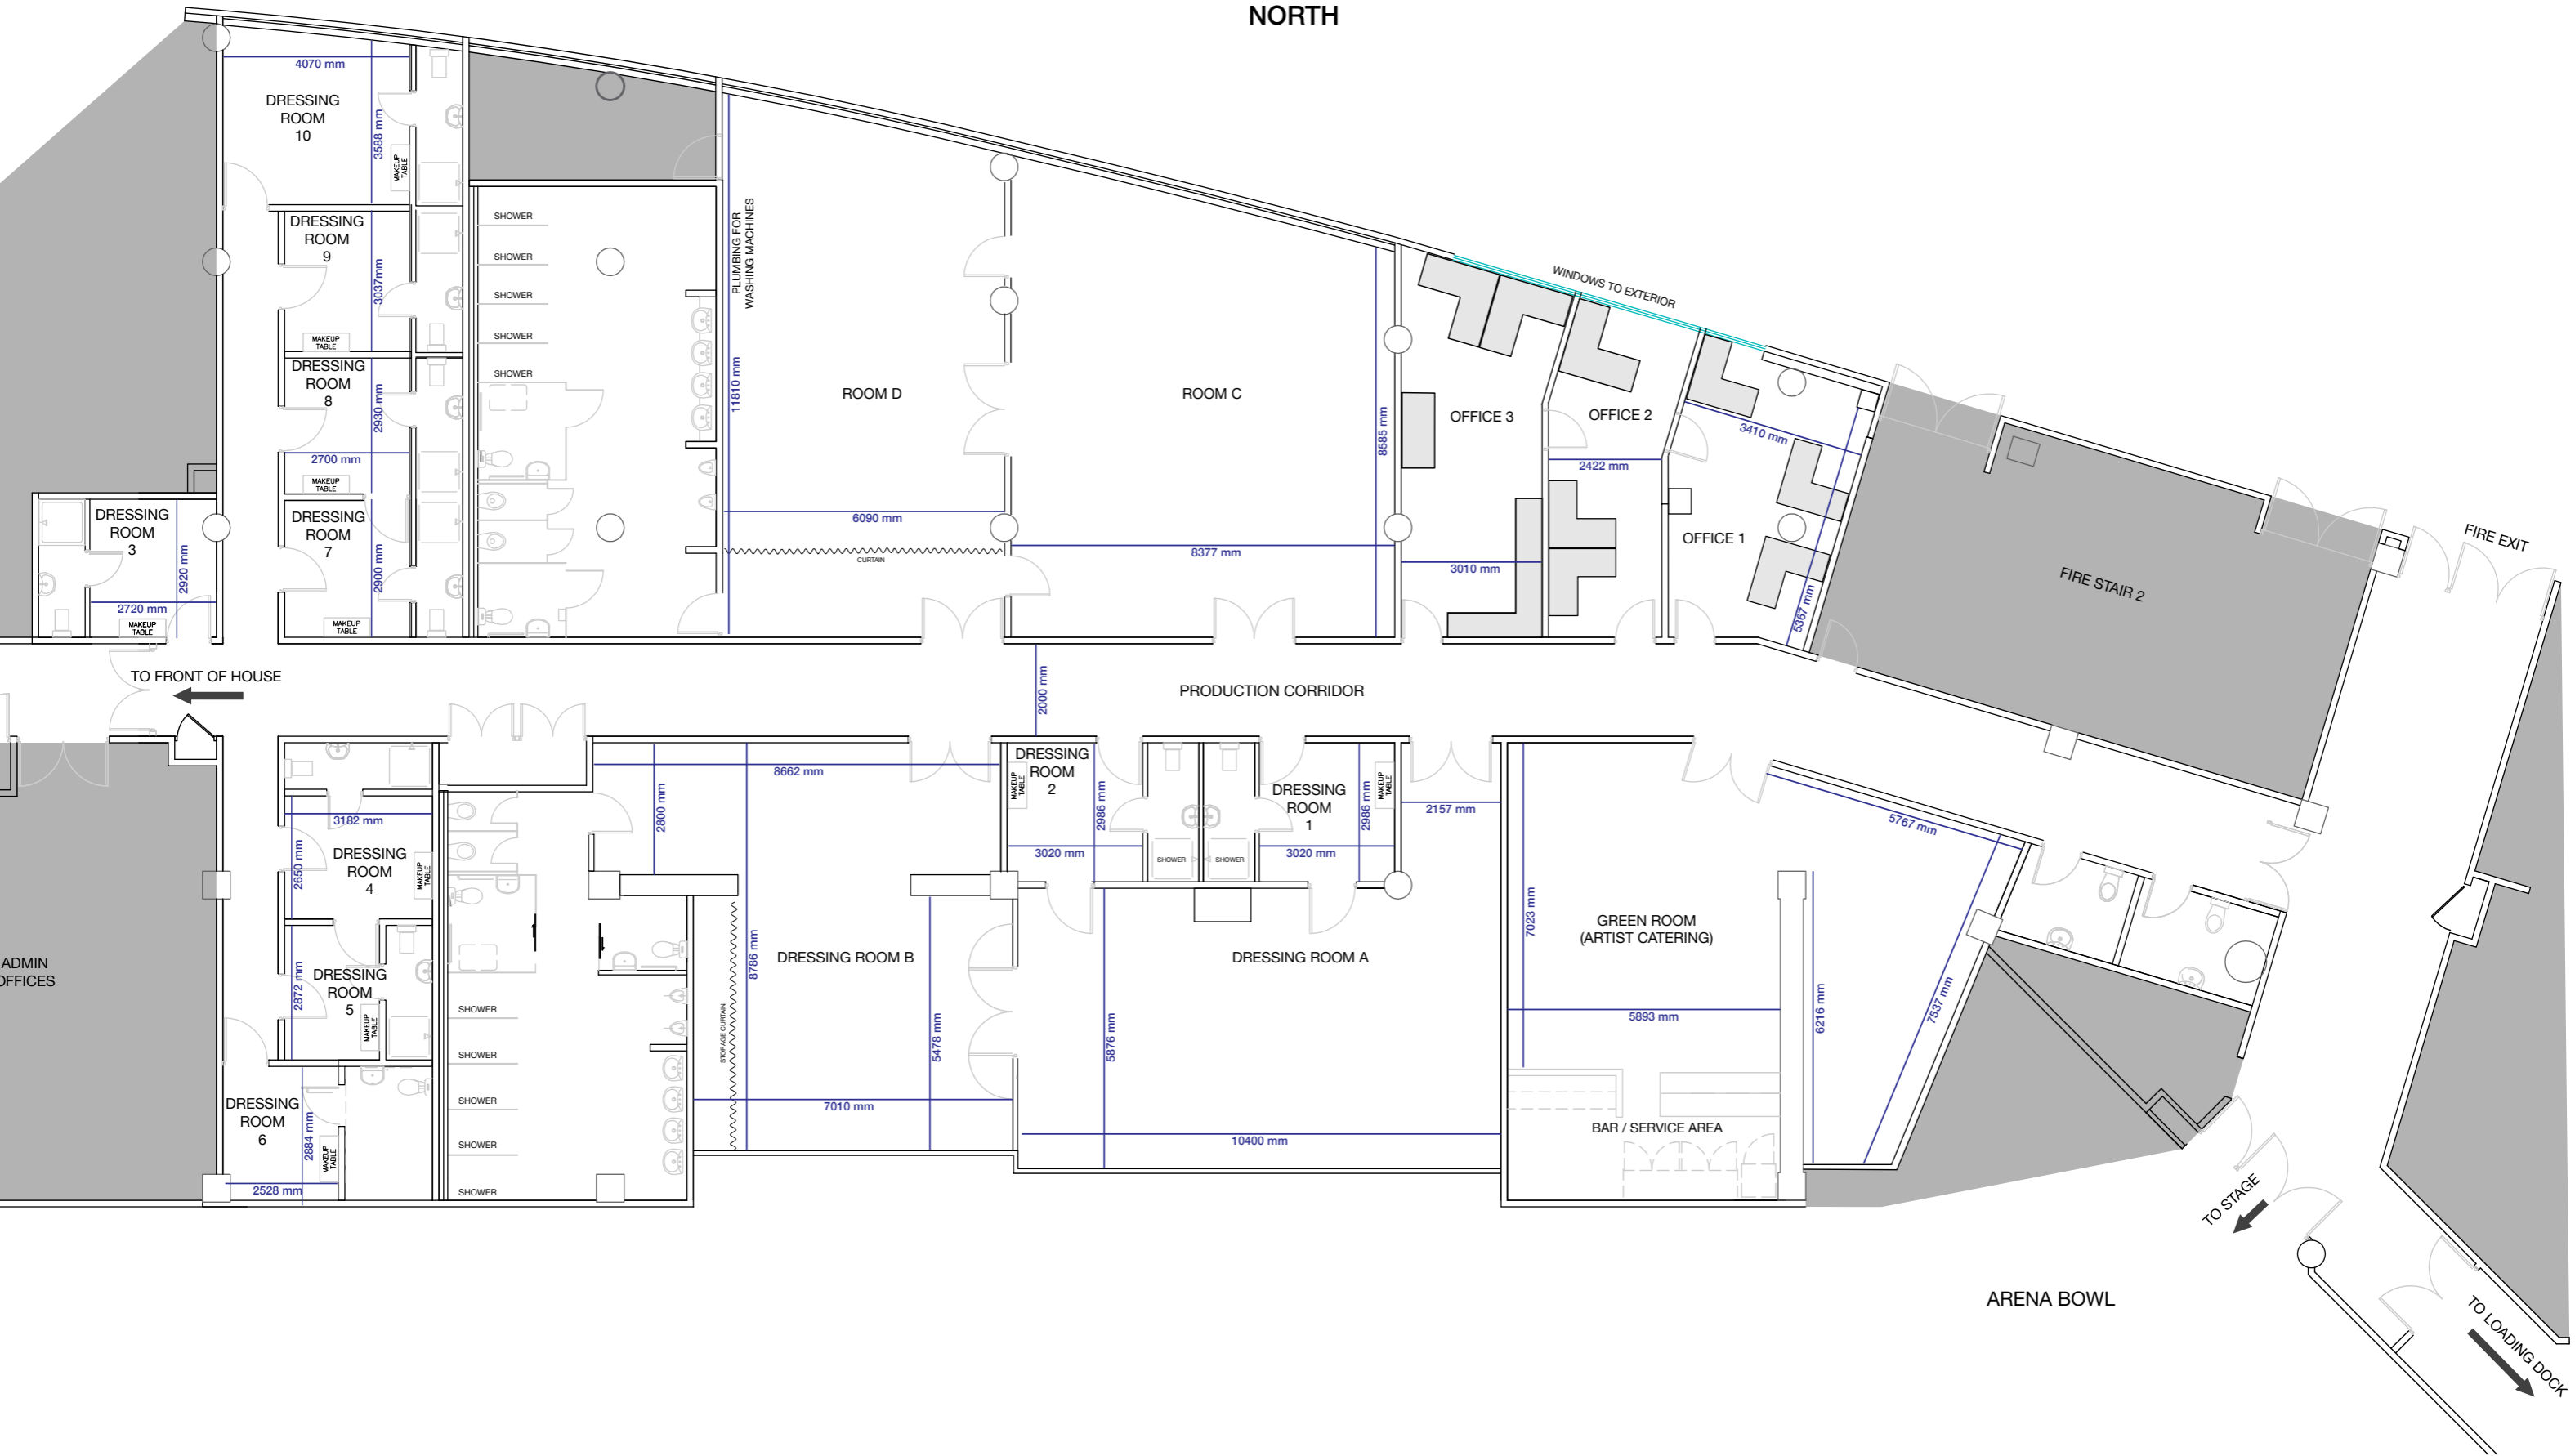 NORTH
4070 mm
DRESSING
ROOM
10
3588 mm
MAKEUP
TABLE
DRESSING
ROOM
9
3037mm
MAKEUP
TABLE
DRESSING
ROOM
8
2930 mm
2700 mm
MAKEUP
TABLE
DRESSING
ROOM
7
2900 mm
MAKEUP
TABLE
DRESSING
ROOM
3
2920 mm
2720 mm
MAKEUP
TABLE
SHOWER
SHOWER
SHOWER
SHOWER
SHOWER
PLUMBING FOR
WASHING MACHINES
11810 mm
ROOM D
6090 mm
CURTAIN
ROOM C
8585 mm
8377 mm
WINDOWS TO EXTERIOR
OFFICE 3
3010 mm
OFFICE 2
2422 mm
3410 mm
OFFICE 1
5367 mm
FIRE STAIR 2
FIRE EXIT
TO FRONT OF HOUSE
2000 mm
PRODUCTION CORRIDOR
3182 mm
2650 mm
DRESSING
ROOM
4
MAKEUP
TABLE
2872 mm
DRESSING
ROOM
5
MAKEUP
TABLE
DRESSING
ROOM
6
2884 mm
MAKEUP
TABLE
2528 mm
ADMIN
OFFICES
SHOWER
SHOWER
SHOWER
SHOWER
SHOWER
8662 mm
2800 mm
8786 mm
STORAGE CURTAIN
DRESSING ROOM B
5478 mm
7010 mm
DRESSING
ROOM
2
MAKEUP
TABLE
2986 mm
3020 mm
SHOWER
SHOWER
DRESSING
ROOM
1
2986 mm
MAKEUP
TABLE
3020 mm
2157 mm
DRESSING ROOM A
5876 mm
10400 mm
7023 mm
GREEN ROOM
(ARTIST CATERING)
5893 mm
5767 mm
6216 mm
7537 mm
BAR / SERVICE AREA
TO STAGE
ARENA BOWL
TO LOADING DOCK